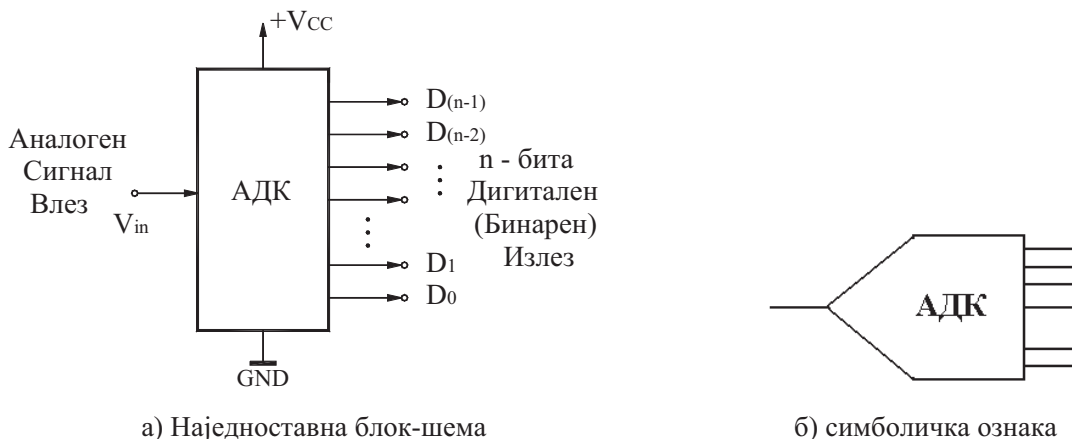 +VCC
D(n-1)
D(n-2)
Аналоген
Сигнал
Влез
Vin
АДК
n - бита
Дигитален
(Бинарен)
Излез
D1
D0
GND
АДК
а) Наједноставна блок-шема
б) симболичка ознака